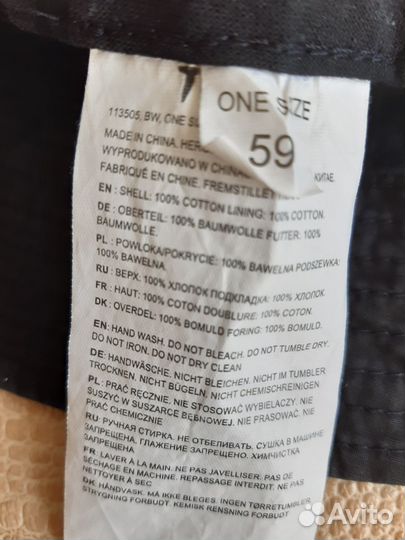 ONE SIZE
59
113505, BW, ONE
MADE IN CHINA.
WYPRODUKOWANO W
КИТАЕ
FABRIQUÉ EN CHINE, FREMSTILLET
EN : SHELL: 100% COTTON LINING: 100% COTTON.
DE : OBERTEIL: 100% BAUMWOLLE FUTTER: 100%
BAUMWOLLE.
PL : POWLOKA/POKRYCIE: 100% BAWELNA PODSZEWKA:
100% BAWELNA.
RU : ВЕРХ: 100% ХЛОПОК ПОДКЛАДКА: 100% ХЛОПОК.
FR : HAUT: 100% COTON DOUBLURE: 100% COTON.
DK : OVERDEL: 100% BOMULD FORING: 100% BOMULD.
EN: HAND WASH. DO NOT BLEACH. DO NOT TUMBLE DRY.
DO NOT IRON. DO NOT DRY CLEAN
DE: HANDWÄSCHE. NICHT BLEICHEN. NICHT IM TUMBLER
TROCKNEN. NICHT BÜGELN. NICHT CHEMISCHREINIGEN
PL : PRAĆ RĘCZNIE. NIE STOSOWAĆ WYBIELACZY. NIE
SUSZYĆ W SUSZARCE BĘBNOWEJ. NIE PRASOWAĆ. NIE
PRAĆ CHEMICZNIE
RU: РУЧНАЯ СТИРКА. НЕ ОТБЕЛИВАТЬ. СУШКА В МАШИНЕ
ЗАПРЕЩЕНА. ГЛАЖЕНИЕ ЗАПРЕЩЕНО. ХИМЧИСТКА
ЗАПРЕЩЕНА
FR : LAVER À LA MAIN. NE PAS JAVELLISER. PAS DE
SÉCHAGE EN MACHINE. REPASSAGE INTERDIT. NE PAS
NETTOYER À SEC
DK : HÅNDVASK. MÅ IKKE BLEGES. INGEN TØRRETUMBLER
STRYGNING FORBUDT. KEMISK RENSNING FORBUDT
Avito